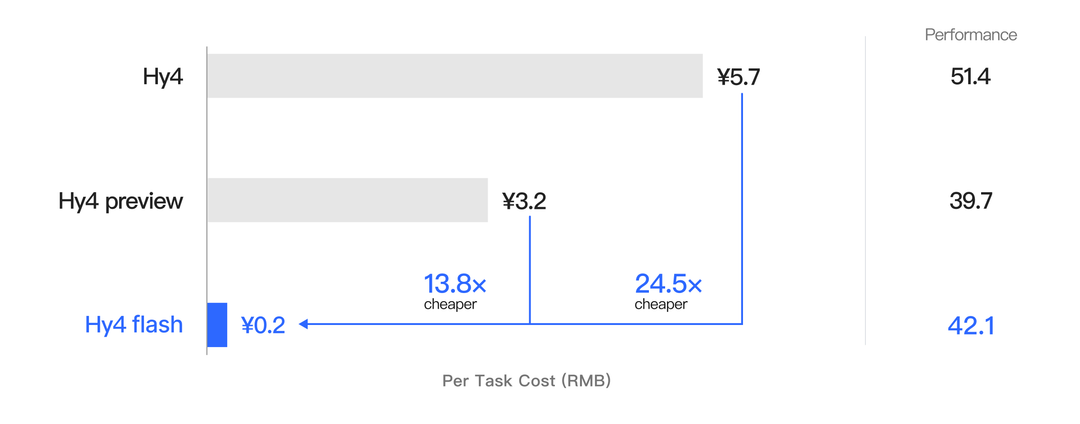 Performance
Hy4 ¥5.7 51.4
Hy4 preview ¥3.2 39.7
13.8× 24.5×
cheaper cheaper
Hy4 flash ¥0.2 42.1
Per Task Cost (RMB)